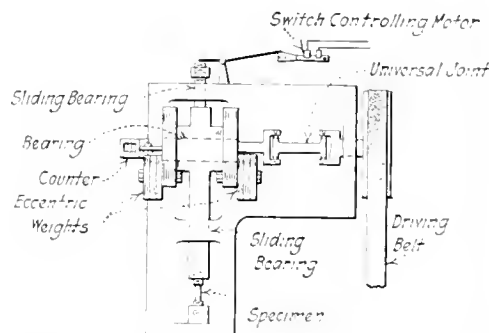 Switch Controlling Motor
Sliding Bearing
Universal Joint
Bearing
Counter
Eccentric
Weights
Driving
Belt
Sliding
Bearing
Specimen